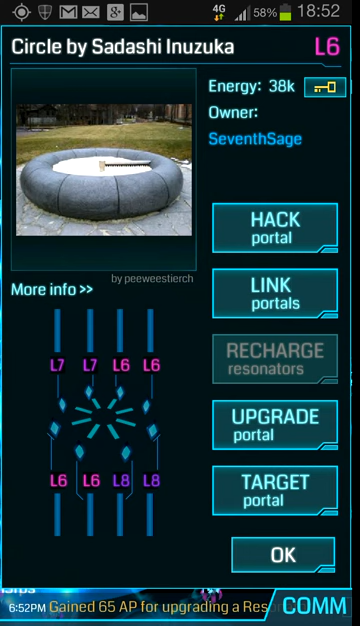 4G 58% 18:52
Circle by Sadashi Inuzuka L6
Energy: 38k
Owner:
SeventhSage
HACK
portal
by peeweestierch
More info >>
LINK
portals
L7 L7 L6 L6
RECHARGE
resonators
UPGRADE
portal
L6 L6 L8 L8
TARGET
portal
OK
6:52PM Gained 65 AP for upgrading a Res
COMM